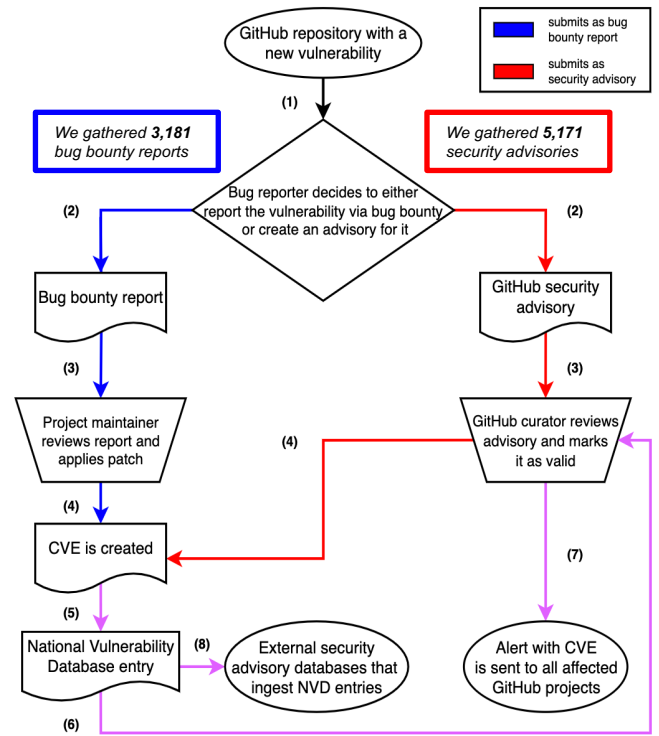 GitHub repository with a
new vulnerability
submits as bug
bounty report
submits as
security advisory
(1)
We gathered 3,181
bug bounty reports
We gathered 5,171
security advisories
Bug reporter decides to either
report the vulnerability via bug bounty
or create an advisory for it
(2)
(2)
Bug bounty report
GitHub security
advisory
(3)
(3)
Project maintainer
reviews report and
applies patch
GitHub curator reviews
advisory and marks
it as valid
(4)
(4)
CVE is created
(7)
(5)
National Vulnerability
Database entry
(8)
External security
advisory databases that
ingest NVD entries
Alert with CVE
is sent to all affected
GitHub projects
(6)